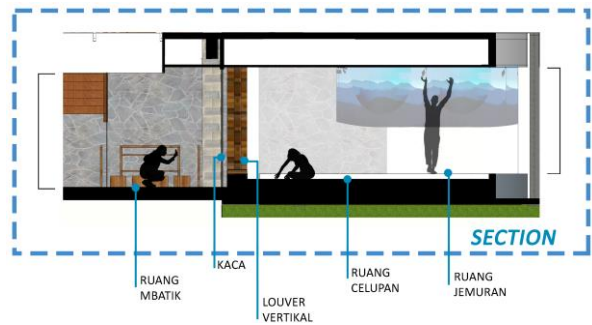 SECTION
KACA
RUANG
MBATIK
LOUVER
VERTIKAL
RUANG
CELUPAN
RUANG
JEMURAN